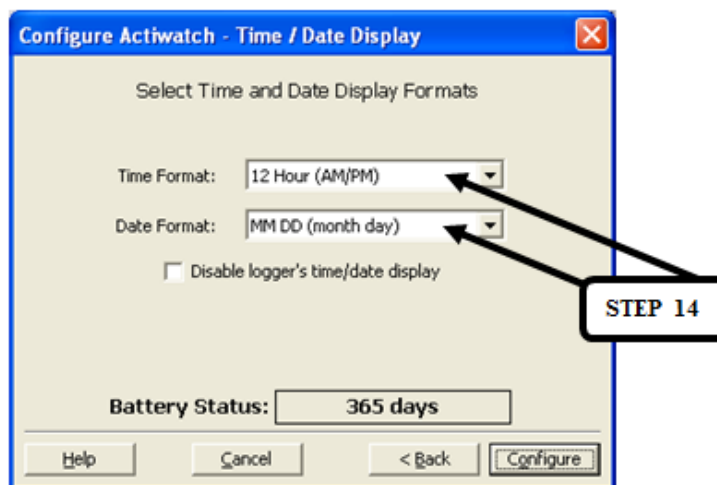 Configure Actiwatch - Time / Date Display
Select Time and Date Display Formats
Time Format: 12 Hour (AM/PM)
Date Format: MM DD (month day)
Disable logger's time/date display
STEP 14
Battery Status: 365 days
Help Cancel < Back Configure